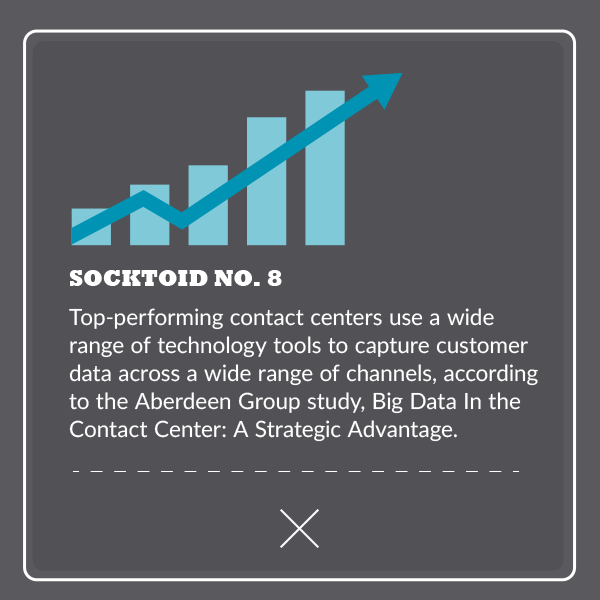 SOCKTOID NO. 8
Top-performing contact centers use a wide
range of technology tools to capture customer
data across a wide range of channels, according
to the Aberdeen Group study, Big Data In the
Contact Center: A Strategic Advantage.